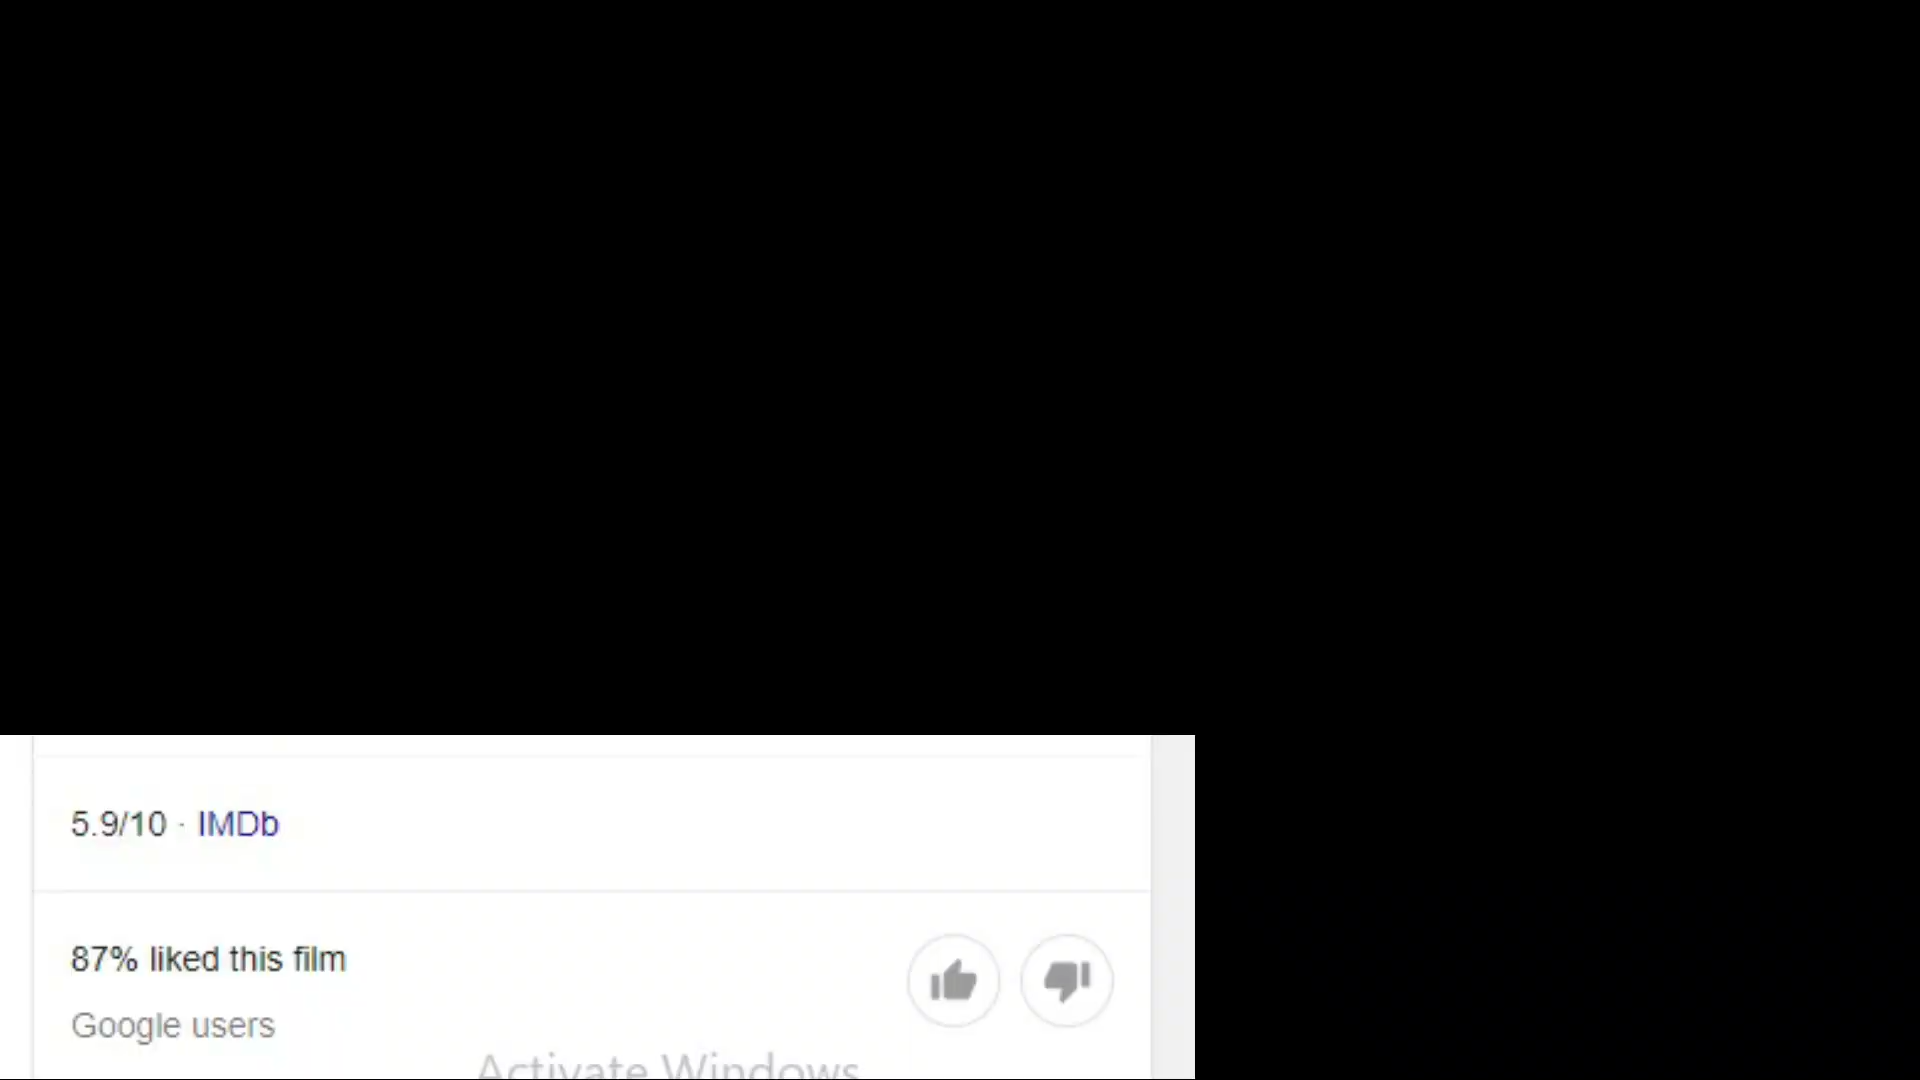 5.9/10 · IMDb
87% liked this film
Google users
Activate Windows